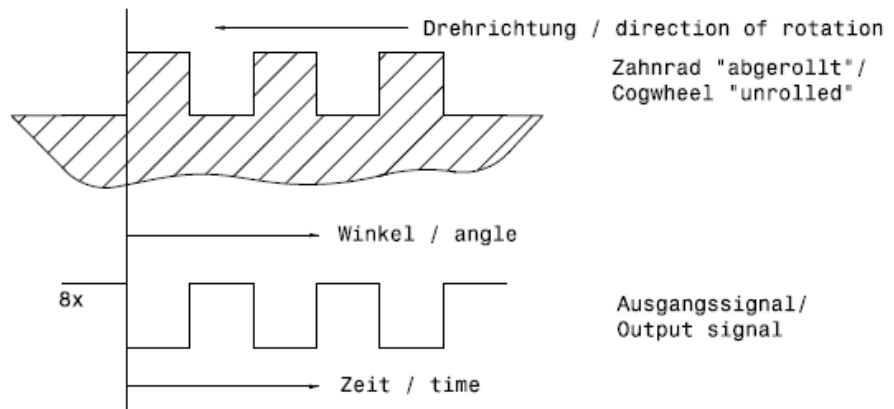 Drehrichtung / direction of rotation
Zahnrad "abgerollt"/
Cogwheel "unrolled"
Winkel / angle
8x
Ausgangssignal/
Output signal
Zeit / time